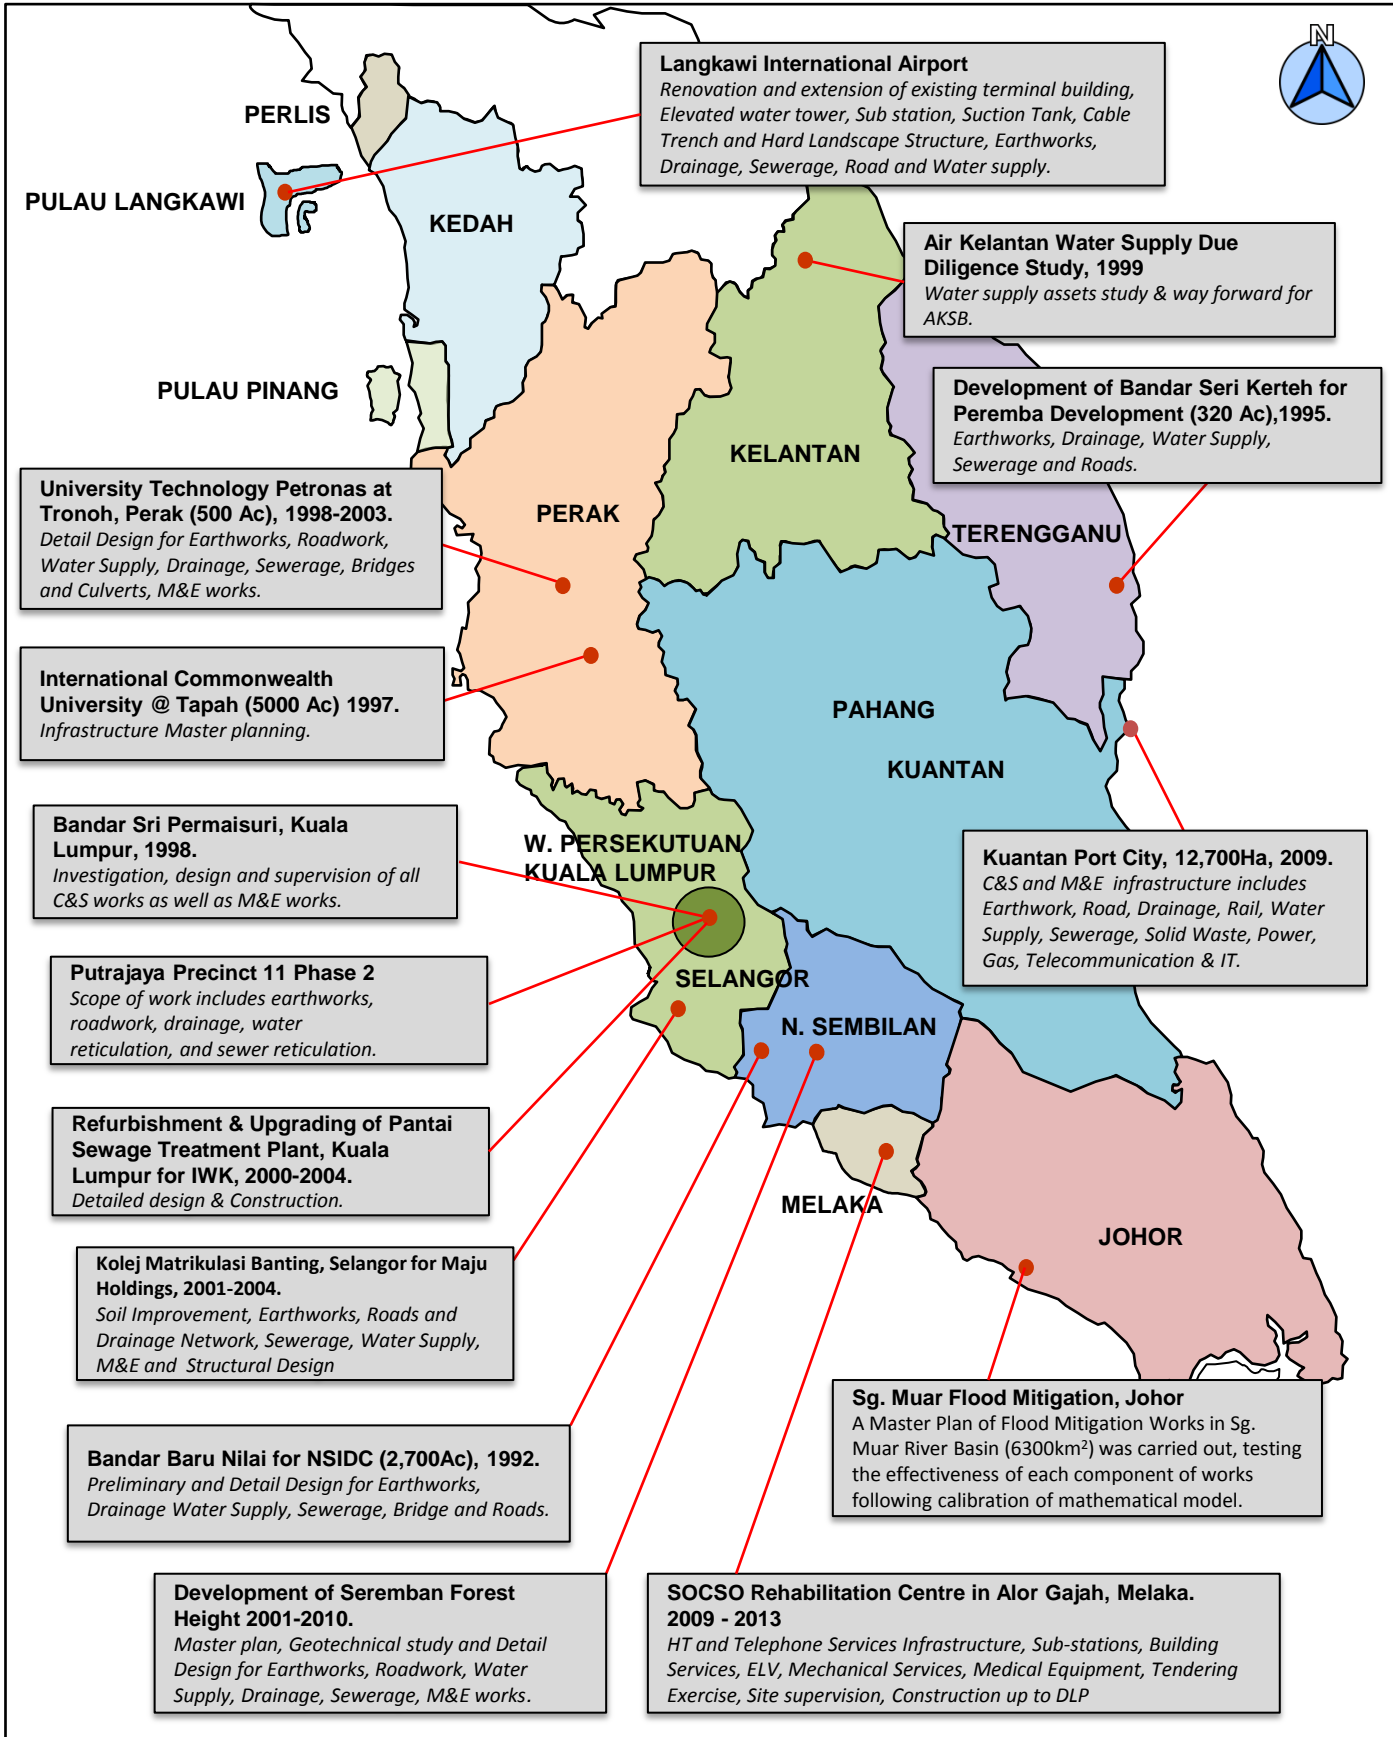 N
Langkawi International Airport
Renovation and extension of existing terminal building,
Elevated water tower, Sub station, Suction Tank, Cable
Trench and Hard Landscape Structure, Earthworks,
Drainage, Sewerage, Road and Water supply.
PERLIS
PULAU LANGKAWI
KEDAH
Air Kelantan Water Supply Due
Diligence Study, 1999
Water supply assets study & way forward for
AKSB.
PULAU PINANG
Development of Bandar Seri Kerteh for
Peremba Development (320 Ac),1995.
Earthworks, Drainage, Water Supply,
Sewerage and Roads.
KELANTAN
PERAK
TERENGGANU
University Technology Petronas at
Tronoh, Perak (500 Ac), 1998-2003.
Detail Design for Earthworks, Roadwork,
Water Supply, Drainage, Sewerage, Bridges
and Culverts, M&E works.
International Commonwealth
University @ Tapah (5000 Ac) 1997.
Infrastructure Master planning.
PAHANG
KUANTAN
Bandar Sri Permaisuri, Kuala
Lumpur, 1998.
Investigation, design and supervision of all
C&S works as well as M&E works.
W. PERSEKUTUAN
KUALA LUMPUR
Kuantan Port City, 12,700Ha, 2009.
C&S and M&E infrastructure includes
Earthwork, Road, Drainage, Rail, Water
Supply, Sewerage, Solid Waste, Power,
Gas, Telecommunication & IT.
Putrajaya Precinct 11 Phase 2
Scope of work includes earthworks,
roadwork, drainage, water
reticulation, and sewer reticulation.
SELANGOR
N. SEMBILAN
Refurbishment & Upgrading of Pantai
Sewage Treatment Plant, Kuala
Lumpur for IWK, 2000-2004.
Detailed design & Construction.
MELAKA
JOHOR
Kolej Matrikulasi Banting, Selangor for Maju
Holdings, 2001-2004.
Soil Improvement, Earthworks, Roads and
Drainage Network, Sewerage, Water Supply,
M&E and Structural Design
Sg. Muar Flood Mitigation, Johor
A Master Plan of Flood Mitigation Works in Sg.
Muar River Basin (6300km²) was carried out, testing
the effectiveness of each component of works
following calibration of mathematical model.
Bandar Baru Nilai for NSIDC (2,700Ac), 1992.
Preliminary and Detail Design for Earthworks,
Drainage Water Supply, Sewerage, Bridge and Roads.
Development of Seremban Forest
Height 2001-2010.
Master plan, Geotechnical study and Detail
Design for Earthworks, Roadwork, Water
Supply, Drainage, Sewerage, M&E works.
SOCSO Rehabilitation Centre in Alor Gajah, Melaka.
2009 - 2013
HT and Telephone Services Infrastructure, Sub-stations, Building
Services, ELV, Mechanical Services, Medical Equipment, Tendering
Exercise, Site supervision, Construction up to DLP